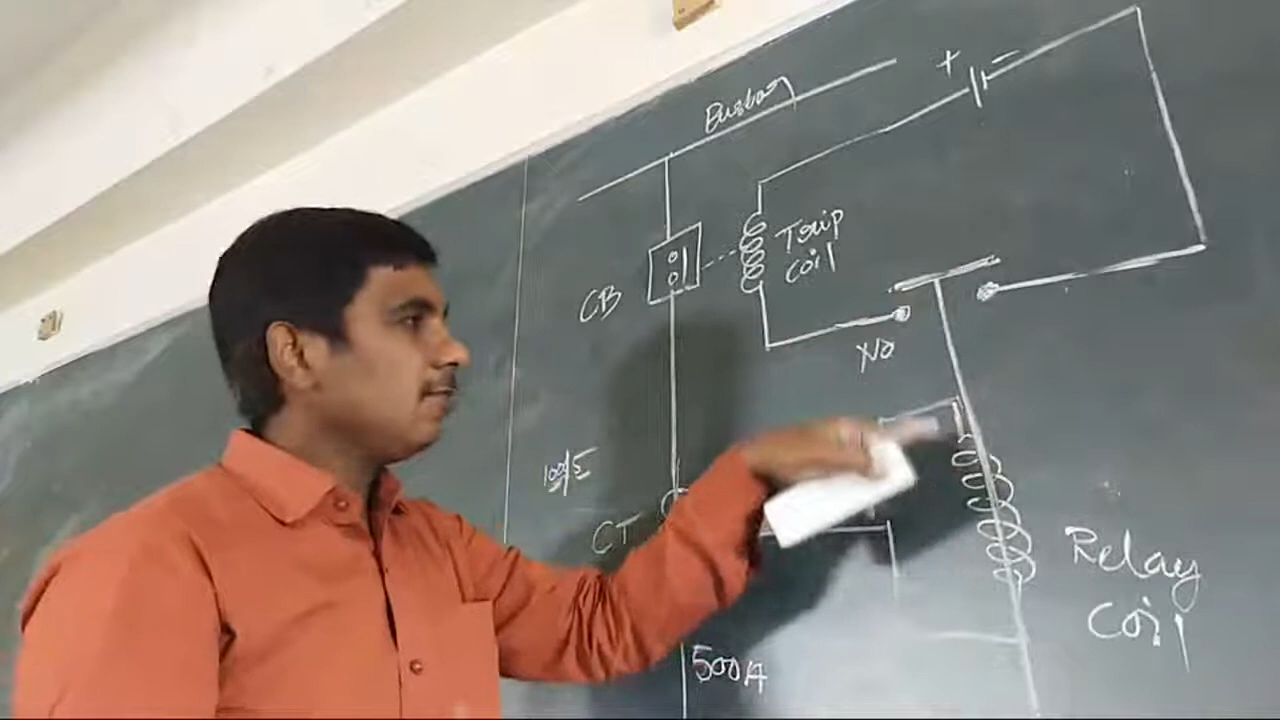 Busbar
+ −
Trip
coil
CB
NO
100/5
CT
Relay
Coil
500A